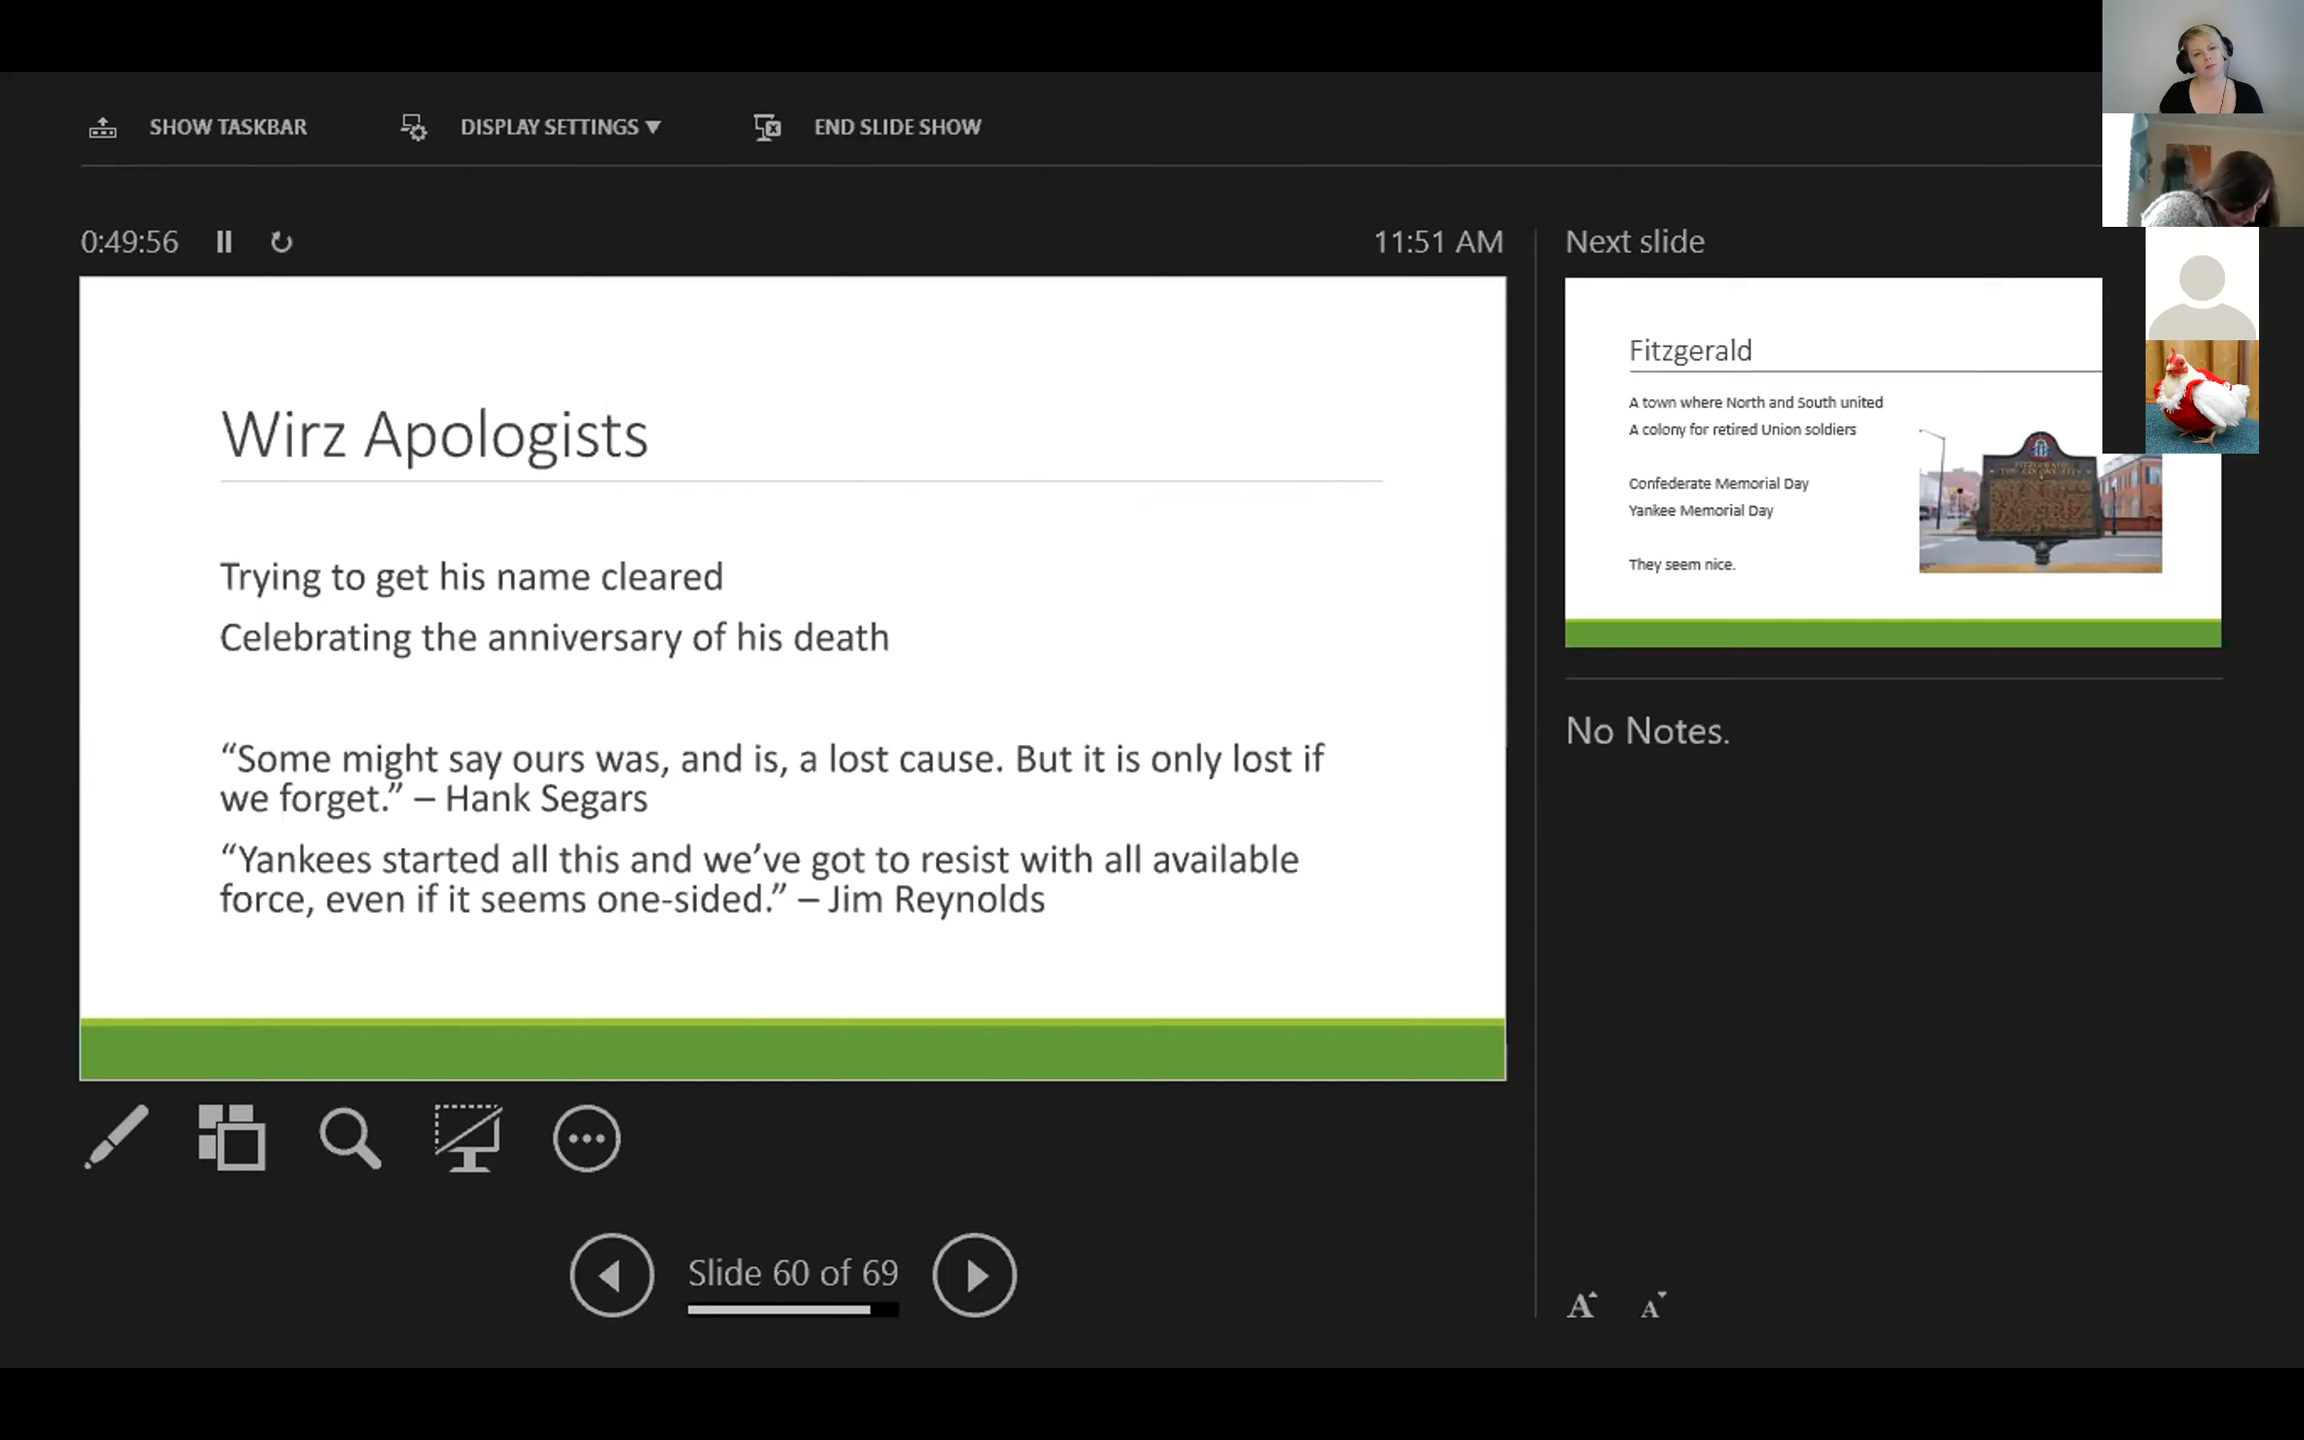 SHOW TASKBAR
DISPLAY SETTINGS ▼
END SLIDE SHOW
0:49:56
11:51 AM
Wirz Apologists
Trying to get his name cleared
Celebrating the anniversary of his death
“Some might say ours was, and is, a lost cause. But it is only lost if
we forget.” – Hank Segars
“Yankees started all this and we’ve got to resist with all available
force, even if it seems one-sided.” – Jim Reynolds
Slide 60 of 69
Next slide
Fitzgerald
A town where North and South united
A colony for retired Union soldiers
Confederate Memorial Day
Yankee Memorial Day
They seem nice.
No Notes.
A
A